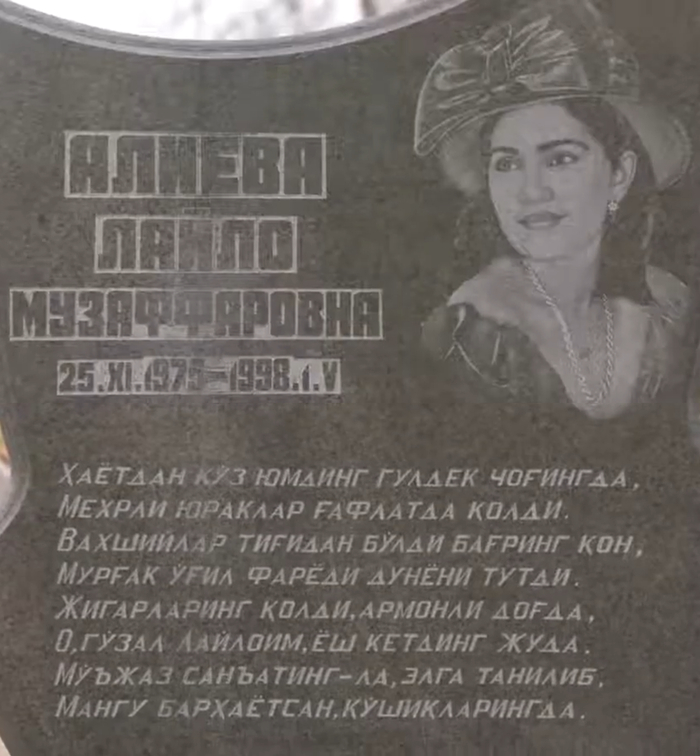 АЛИЕВА
ЛАЙЛО
МУЗАФФАРОВНА
25.XI.1975-1998.1.V
ХАЁТДАН КЎЗ ЮМДИНГ ГУЛДЕК ЧОҒИНГДА,
МЕХРЛИ ЮРАКЛАР ҒАФЛАТДА ҚОЛДИ.
ВАХШИЙЛАР ТИҒИДАН БЎЛДИ БАҒРИНГ ҚОН,
МУРҒАК ЎҒИЛ ФАРЁДИ ДУНЁНИ ТУТДИ.
ЖИГАРЛАРИНГ ҚОЛДИ,АРМОНЛИ ДОҒДА,
О,ГЎЗАЛ ЛАЙЛОИМ,ЁШ КЕТДИНГ ЖУДА.
МЎЪЖАЗ САНЪАТИНГ-ЛА,ЭЛГА ТАНИЛИБ,
МАНГУ БАРҲАЁТСАН,ҚЎШИҚЛАРИНГДА.